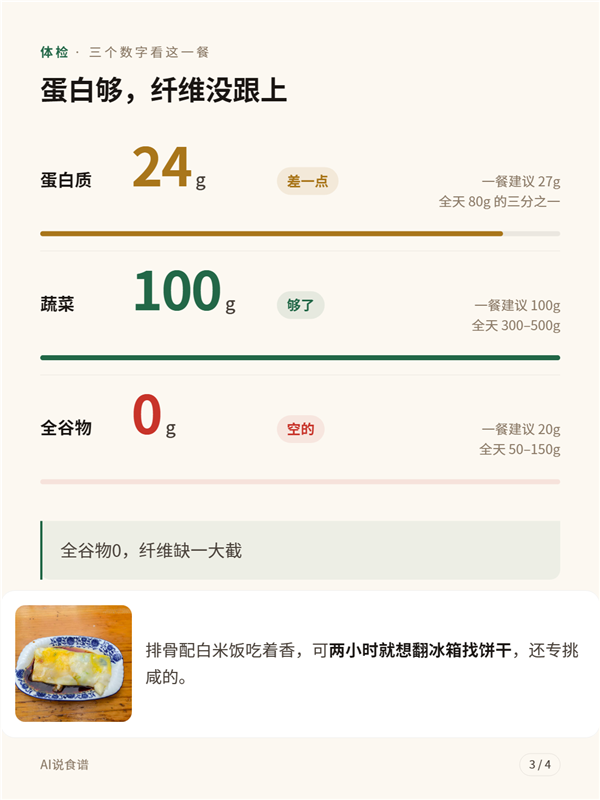 体检 · 三个数字看这一餐
蛋白够，纤维没跟上
蛋白质
24g
差一点
一餐建议 27g
全天 80g 的三分之一
蔬菜
100g
够了
一餐建议 100g
全天 300–500g
全谷物
0g
空的
一餐建议 20g
全天 50–150g
全谷物0，纤维缺一大截
排骨配白米饭吃着香，可两小时就想翻冰箱找饼干，还专挑
咸的。
AI说食谱
3 / 4